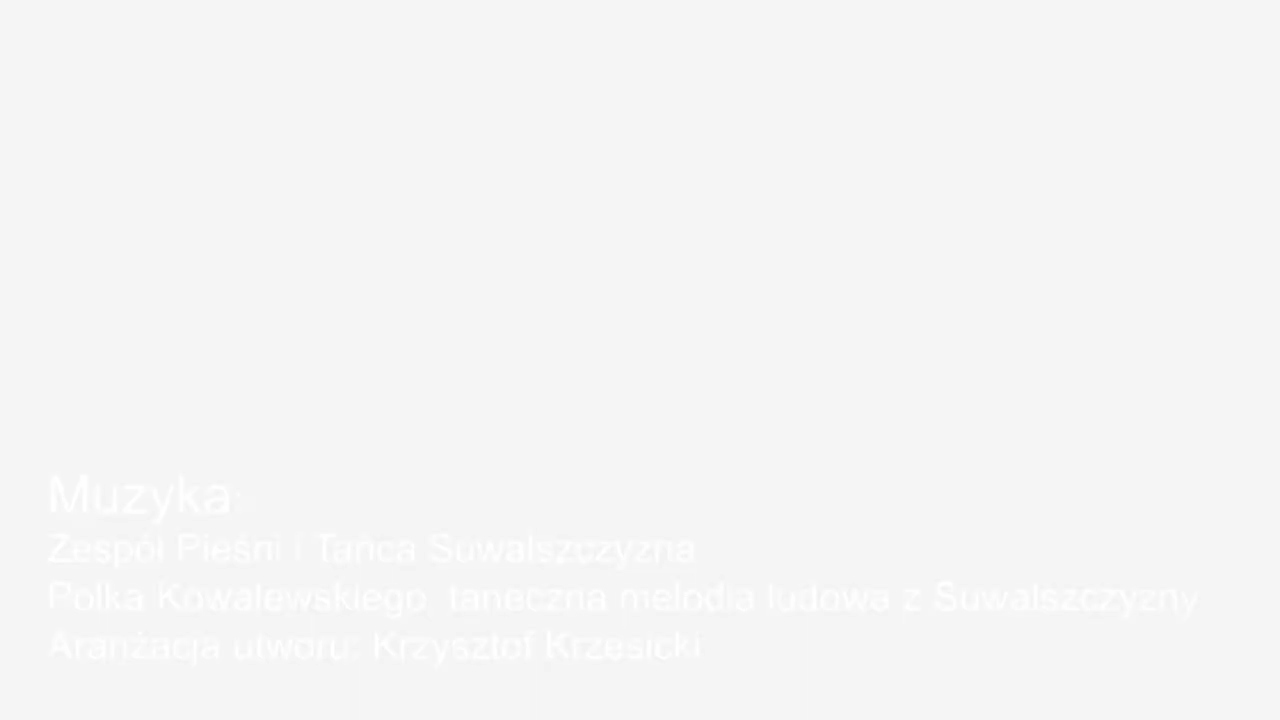 Muzyka:
Zespół Pieśni i Tańca Suwalszczyzna
Polka Kowalewskiego, taneczna melodia ludowa z Suwalszczyzny
Aranżacja utworu: Krzysztof Krzesicki